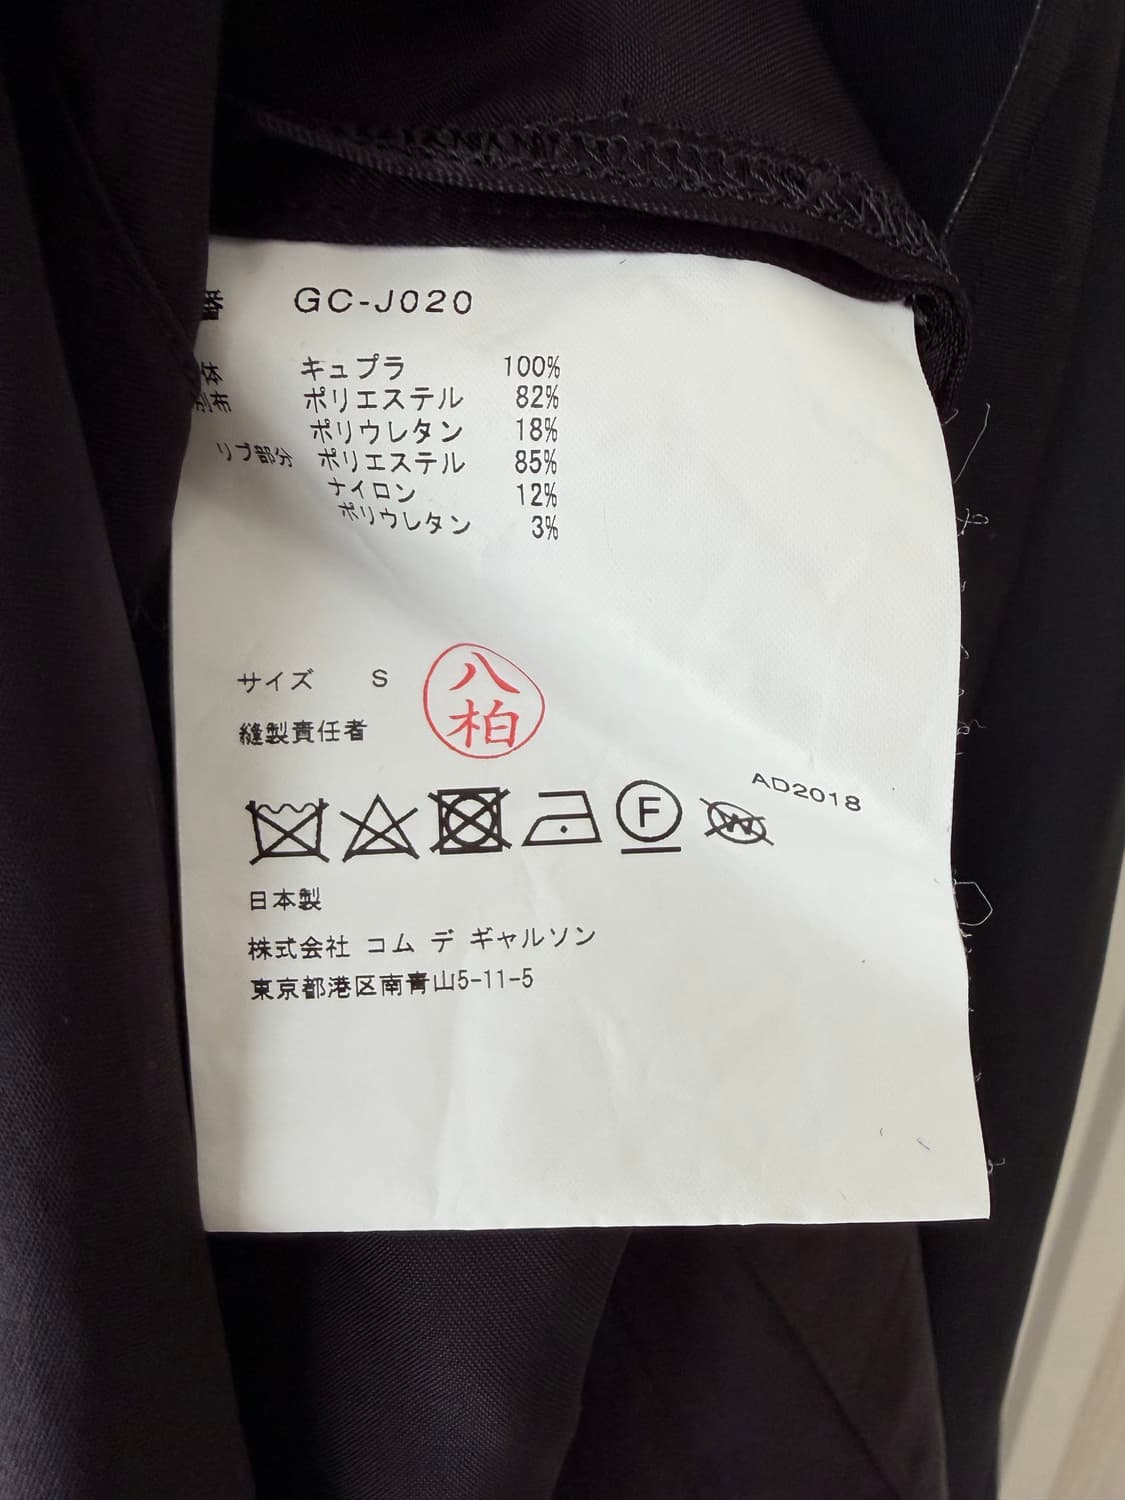 番 GC-J020
体 キュプラ 100%
別布 ポリエステル 82%
ポリウレタン 18%
リブ部分 ポリエステル 85%
ナイロン 12%
ポリウレタン 3%
サイズ S
縫製責任者 八柏
AD2018
F
W
日本製
株式会社 コム デ ギャルソン
東京都港区南青山5-11-5